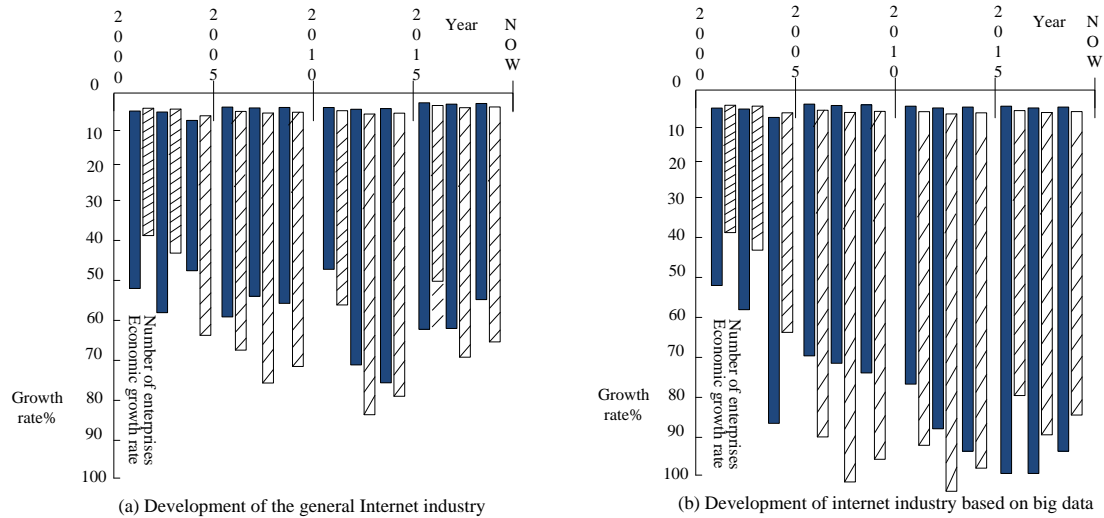 2000
2005
2010
2015
Year
NOW
0
10
20
30
40
50
60
70
80
90
100
Growth
rate%
Number of enterprises
Economic growth rate
(a) Development of the general Internet industry
2000
2005
2010
2015
Year
NOW
0
10
20
30
40
50
60
70
80
90
100
Growth
rate%
Number of enterprises
Economic growth rate
(b) Development of internet industry based on big data